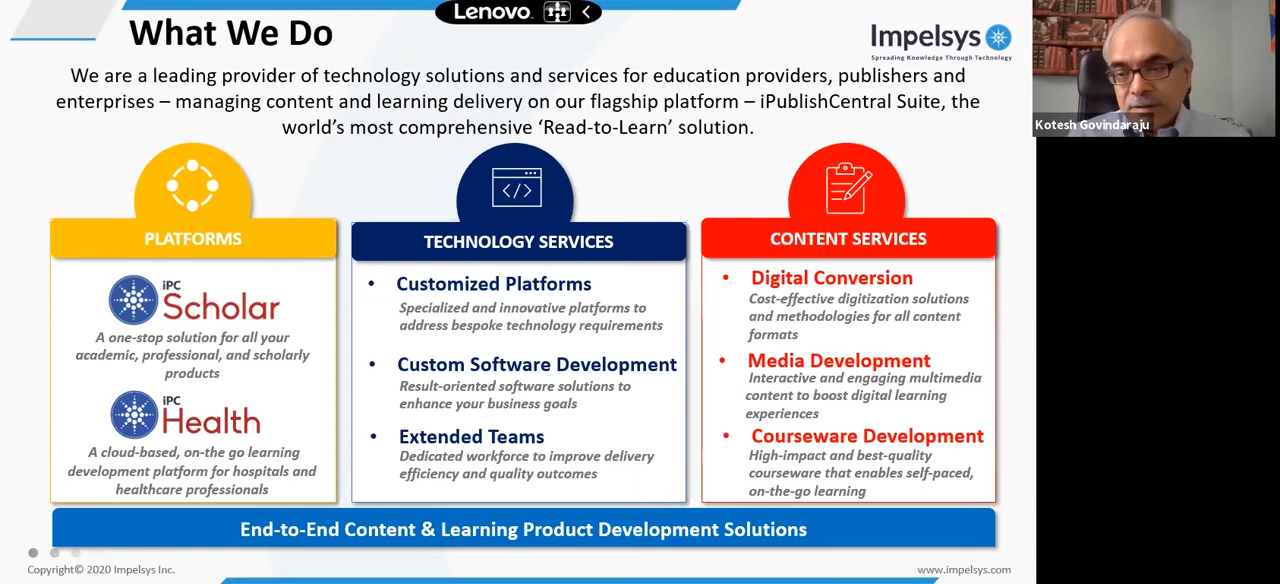 Lenovo
What We Do
Impelsys
Spreading Knowledge Through Technology
We are a leading provider of technology solutions and services for education providers, publishers and
enterprises – managing content and learning delivery on our flagship platform – iPublishCentral Suite, the
world's most comprehensive 'Read-to-Learn' solution.
Kotesh Govindaraju
PLATFORMS
iPC
Scholar
A one-stop solution for all your
academic, professional, and scholarly
products
iPC
Health
A cloud-based, on-the go learning
development platform for hospitals and
healthcare professionals
</>
TECHNOLOGY SERVICES
• Customized Platforms
Specialized and innovative platforms to
address bespoke technology requirements
• Custom Software Development
Result-oriented software solutions to
enhance your business goals
• Extended Teams
Dedicated workforce to improve delivery
efficiency and quality outcomes
CONTENT SERVICES
• Digital Conversion
Cost-effective digitization solutions
and methodologies for all content
formats
• Media Development
Interactive and engaging multimedia
content to boost digital learning
experiences
• Courseware Development
High-impact and best-quality
courseware that enables self-paced,
on-the-go learning
End-to-End Content & Learning Product Development Solutions
Copyright© 2020 Impelsys Inc.
www.impelsys.com